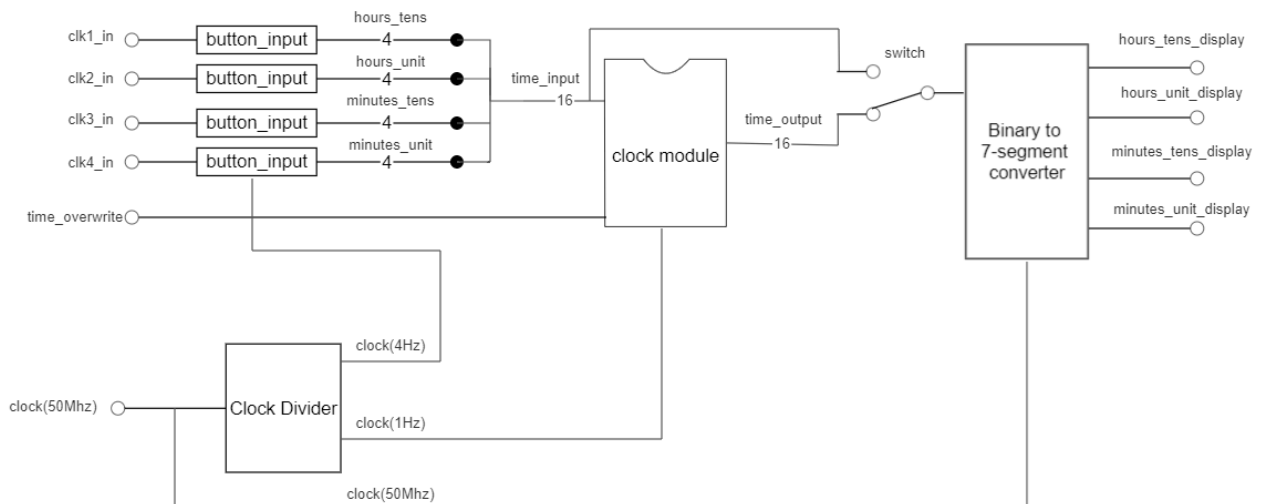 hours_tens
clk1_in
button_input
4
hours_unit
clk2_in
button_input
4
minutes_tens
clk3_in
button_input
4
minutes_unit
clk4_in
button_input
4
time_input
16
time_overwrite
clock module
time_output
16
switch
Binary to
7-segment
converter
hours_tens_display
hours_unit_display
minutes_tens_display
minutes_unit_display
clock(4Hz)
clock(50Mhz)
Clock Divider
clock(1Hz)
clock(50Mhz)